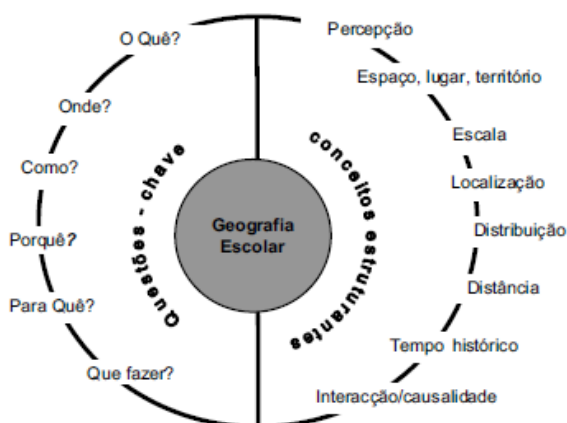 O Quê?
Onde?
Como?
Porquê?
Para Quê?
Que fazer?
Questões - chave
Geografia
Escolar
conceitos estruturantes
Percepção
Espaço, lugar, território
Escala
Localização
Distribuição
Distância
Tempo histórico
Interacção/causalidade